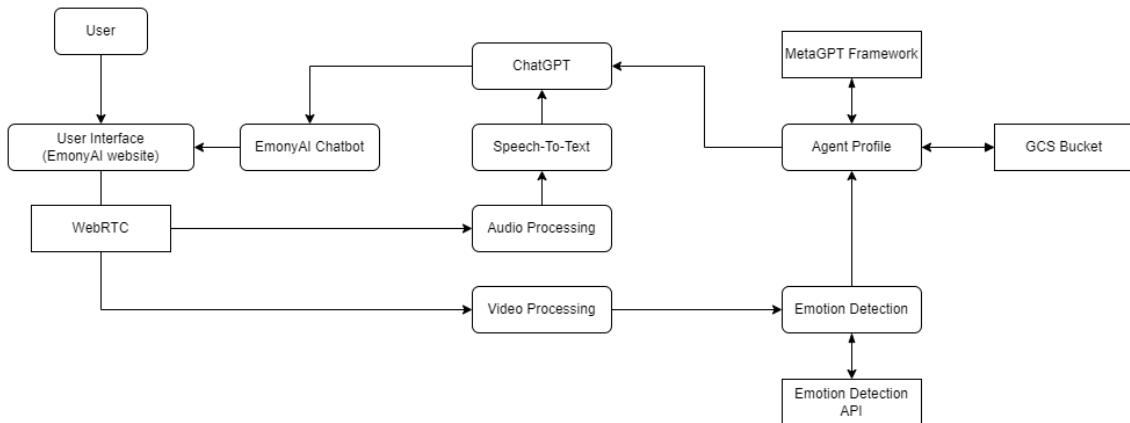 User
ChatGPT
MetaGPT Framework
User Interface
(EmonyAI website)
EmonyAI Chatbot
Speech-To-Text
Agent Profile
GCS Bucket
WebRTC
Audio Processing
Video Processing
Emotion Detection
Emotion Detection
API